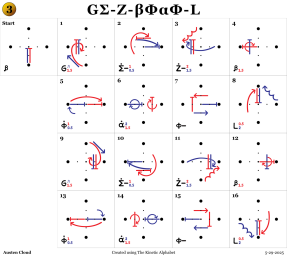 3 GΣ-Z-βΦαΦ-L
Start 1 2 3 4
β G Σ- Z- β
5 6 7 8
Φ α Φ- L
9 10 11 12
G Σ- Z- β
13 14 15 16
Φ α Φ- L
Austen Cloud Created using The Kinetic Alphabet 5-29-2025